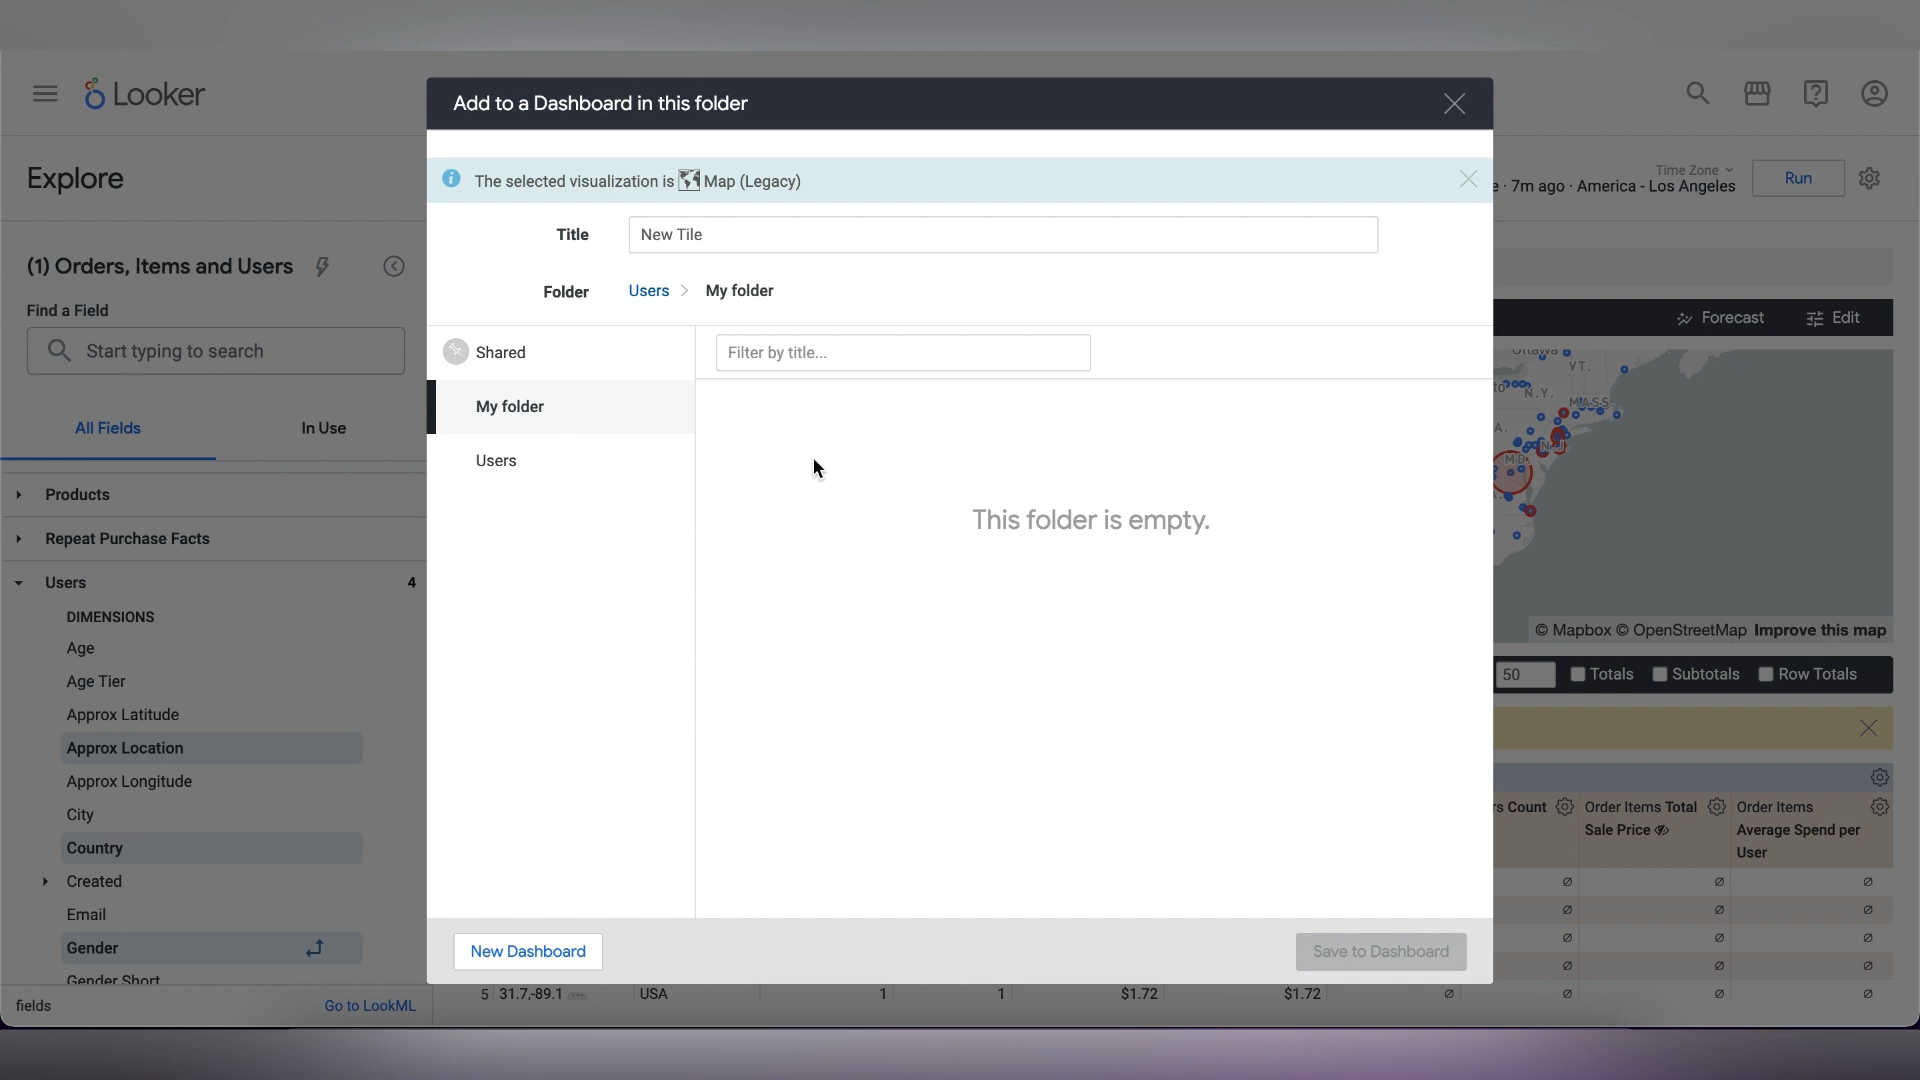 Looker
Add to a Dashboard in this folder
The selected visualization is Map (Legacy)
Explore
Time Zone
7m ago · America - Los Angeles
Run
Title
New Tile
(1) Orders, Items and Users
Folder
Users
My folder
Find a Field
Start typing to search
Forecast
Edit
Shared
Filter by title...
My folder
Users
VT.
N.Y.
MASS.
N.J.
MD.
All Fields
In Use
Products
Repeat Purchase Facts
This folder is empty.
Users
4
DIMENSIONS
Age
Age Tier
Approx Latitude
Approx Location
Approx Longitude
City
Country
Created
Email
Gender
Gender Short
© Mapbox © OpenStreetMap Improve this map
50
Totals
Subtotals
Row Totals
Count
Order Items Total Sale Price
Order Items Average Spend per User
∅ ∅ ∅
∅ ∅ ∅
∅ ∅ ∅
∅ ∅ ∅
New Dashboard
Save to Dashboard
5 31.7,-89.1 USA 1 1 $1.72 $1.72 ∅ ∅ ∅ ∅
fields
Go to LookML